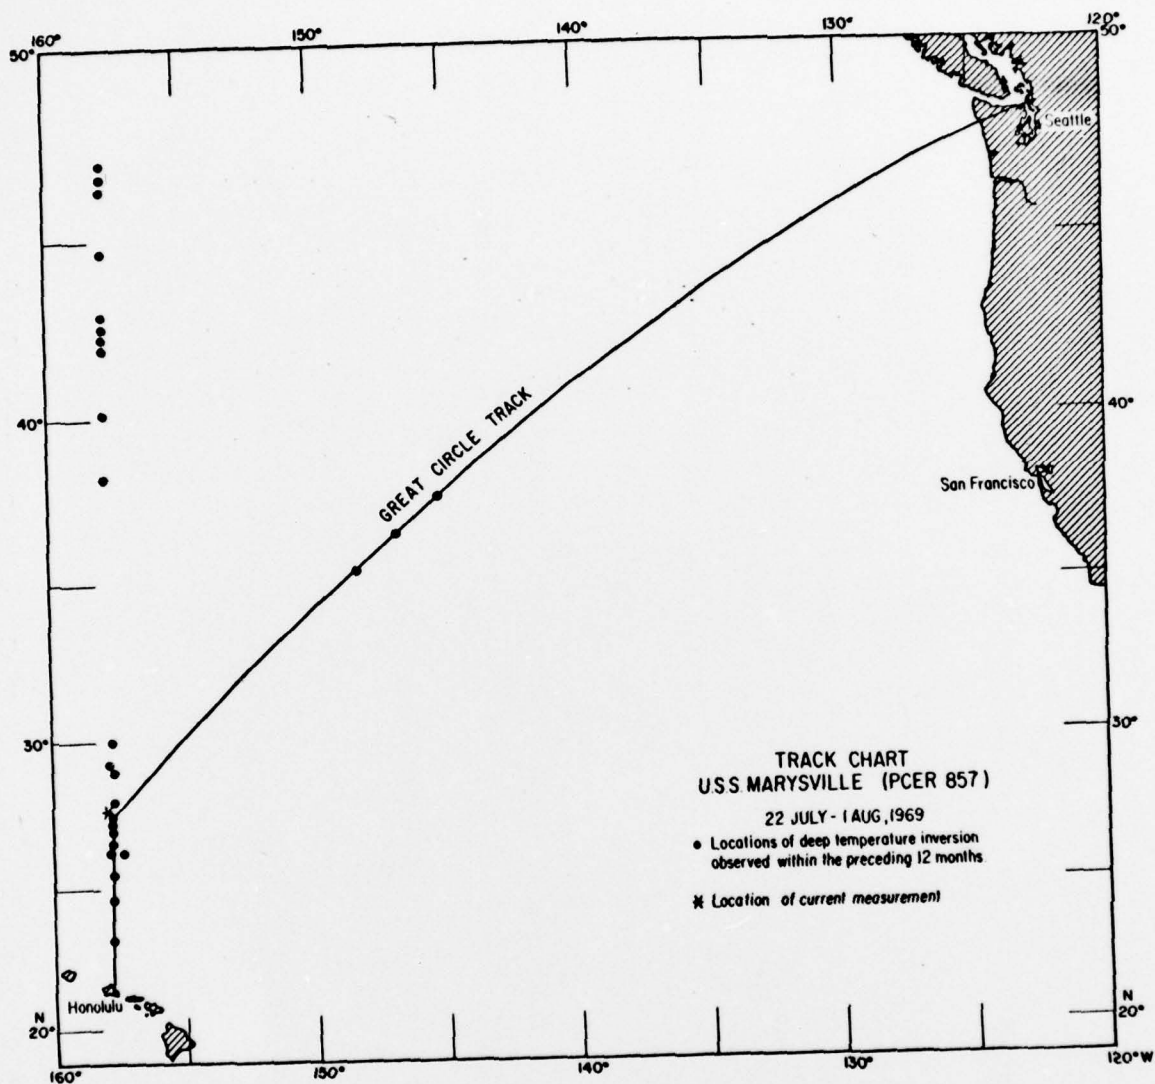 160°
150°
140°
130°
120°
50°
50°
Seattle
40°
GREAT CIRCLE TRACK
40°
San Francisco
30°
30°
TRACK CHART
U.S.S. MARYSVILLE (PCER 857)
22 JULY - 1 AUG, 1969
• Locations of deep temperature inversion
observed within the preceding 12 months
* Location of current measurement
Honolulu
N
20°
N
20°
160°
150°
140°
130°
120°W